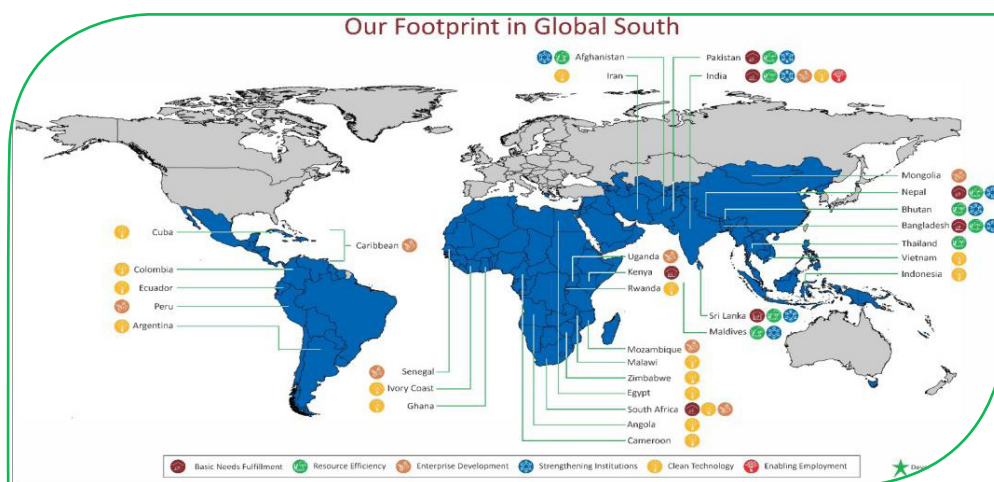 Our Footprint in Global South
Afghanistan
Pakistan
Iran
India
Mongolia
Nepal
Bhutan
Bangladesh
Thailand
Vietnam
Indonesia
Cuba
Caribbean
Colombia
Ecuador
Peru
Argentina
Uganda
Kenya
Rwanda
Sri Lanka
Maldives
Senegal
Ivory Coast
Ghana
Mozambique
Malawi
Zimbabwe
Egypt
South Africa
Angola
Cameroon
Basic Needs Fulfillment
Resource Efficiency
Enterprise Development
Strengthening Institutions
Clean Technology
Enabling Employment